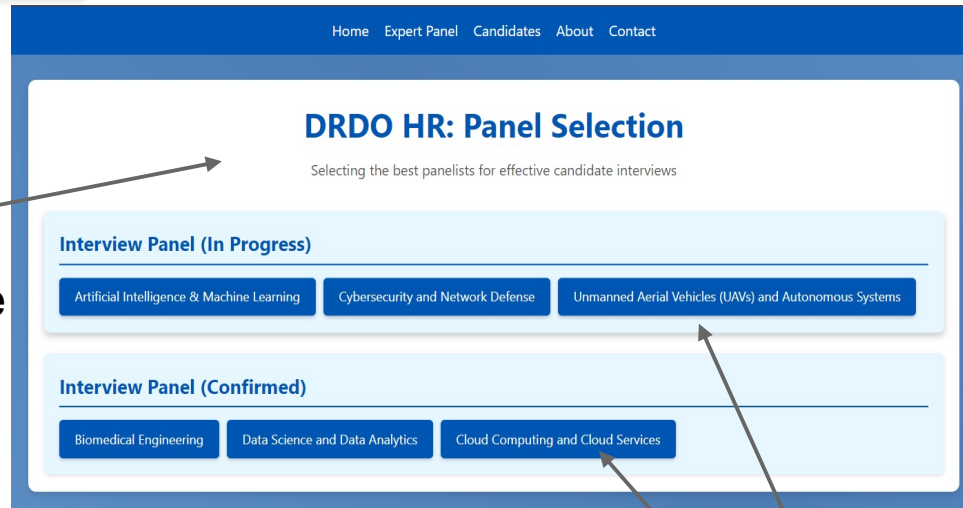 Home Expert Panel Candidates About Contact
DRDO HR: Panel Selection
Selecting the best panelists for effective candidate interviews
Interview Panel (In Progress)
Artificial Intelligence & Machine Learning Cybersecurity and Network Defense Unmanned Aerial Vehicles (UAVs) and Autonomous Systems
e
Interview Panel (Confirmed)
Biomedical Engineering Data Science and Data Analytics Cloud Computing and Cloud Services